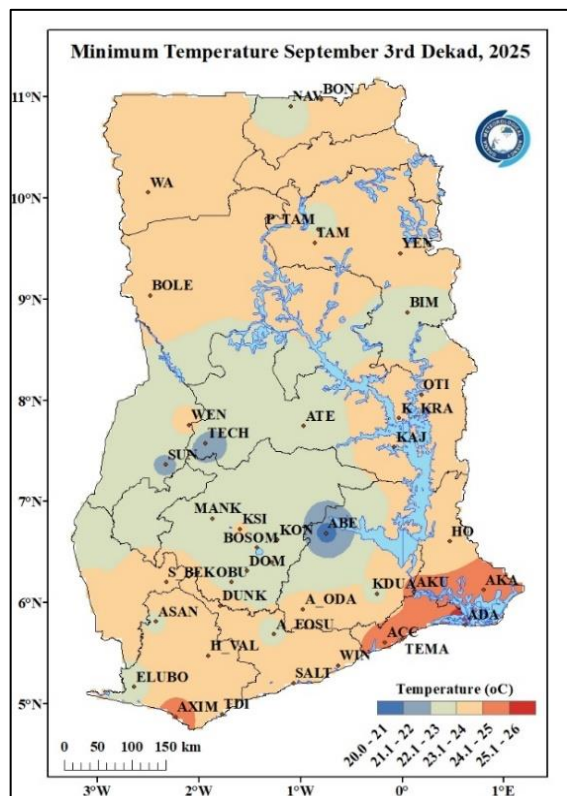 Minimum Temperature September 3rd Dekad, 2025
11°N
10°N
9°N
8°N
7°N
6°N
5°N
NAV
BON
WA
P_TAM
TAM
YEN
BOLE
BIM
OTI
WEN
ATE
K_KRA
TECH
KAJ
SUN
MANK
KSI
ABE
BOSOM
KON
HO
DOM
S_BEKOBU
KDUA
AKU
AKA
DUNK
A_ODA
ASAN
ADA
A_FOSU
H_VAL
ACC
TEMA
WIN
ELUBO
SALT
AXIM
TDI
Temperature (oC)
20.0 - 21
21.1 - 22
22.1 - 23
23.1 - 24
24.1 - 25
25.1 - 26
0 50 100 150 km
3°W 2°W 1°W 0° 1°E